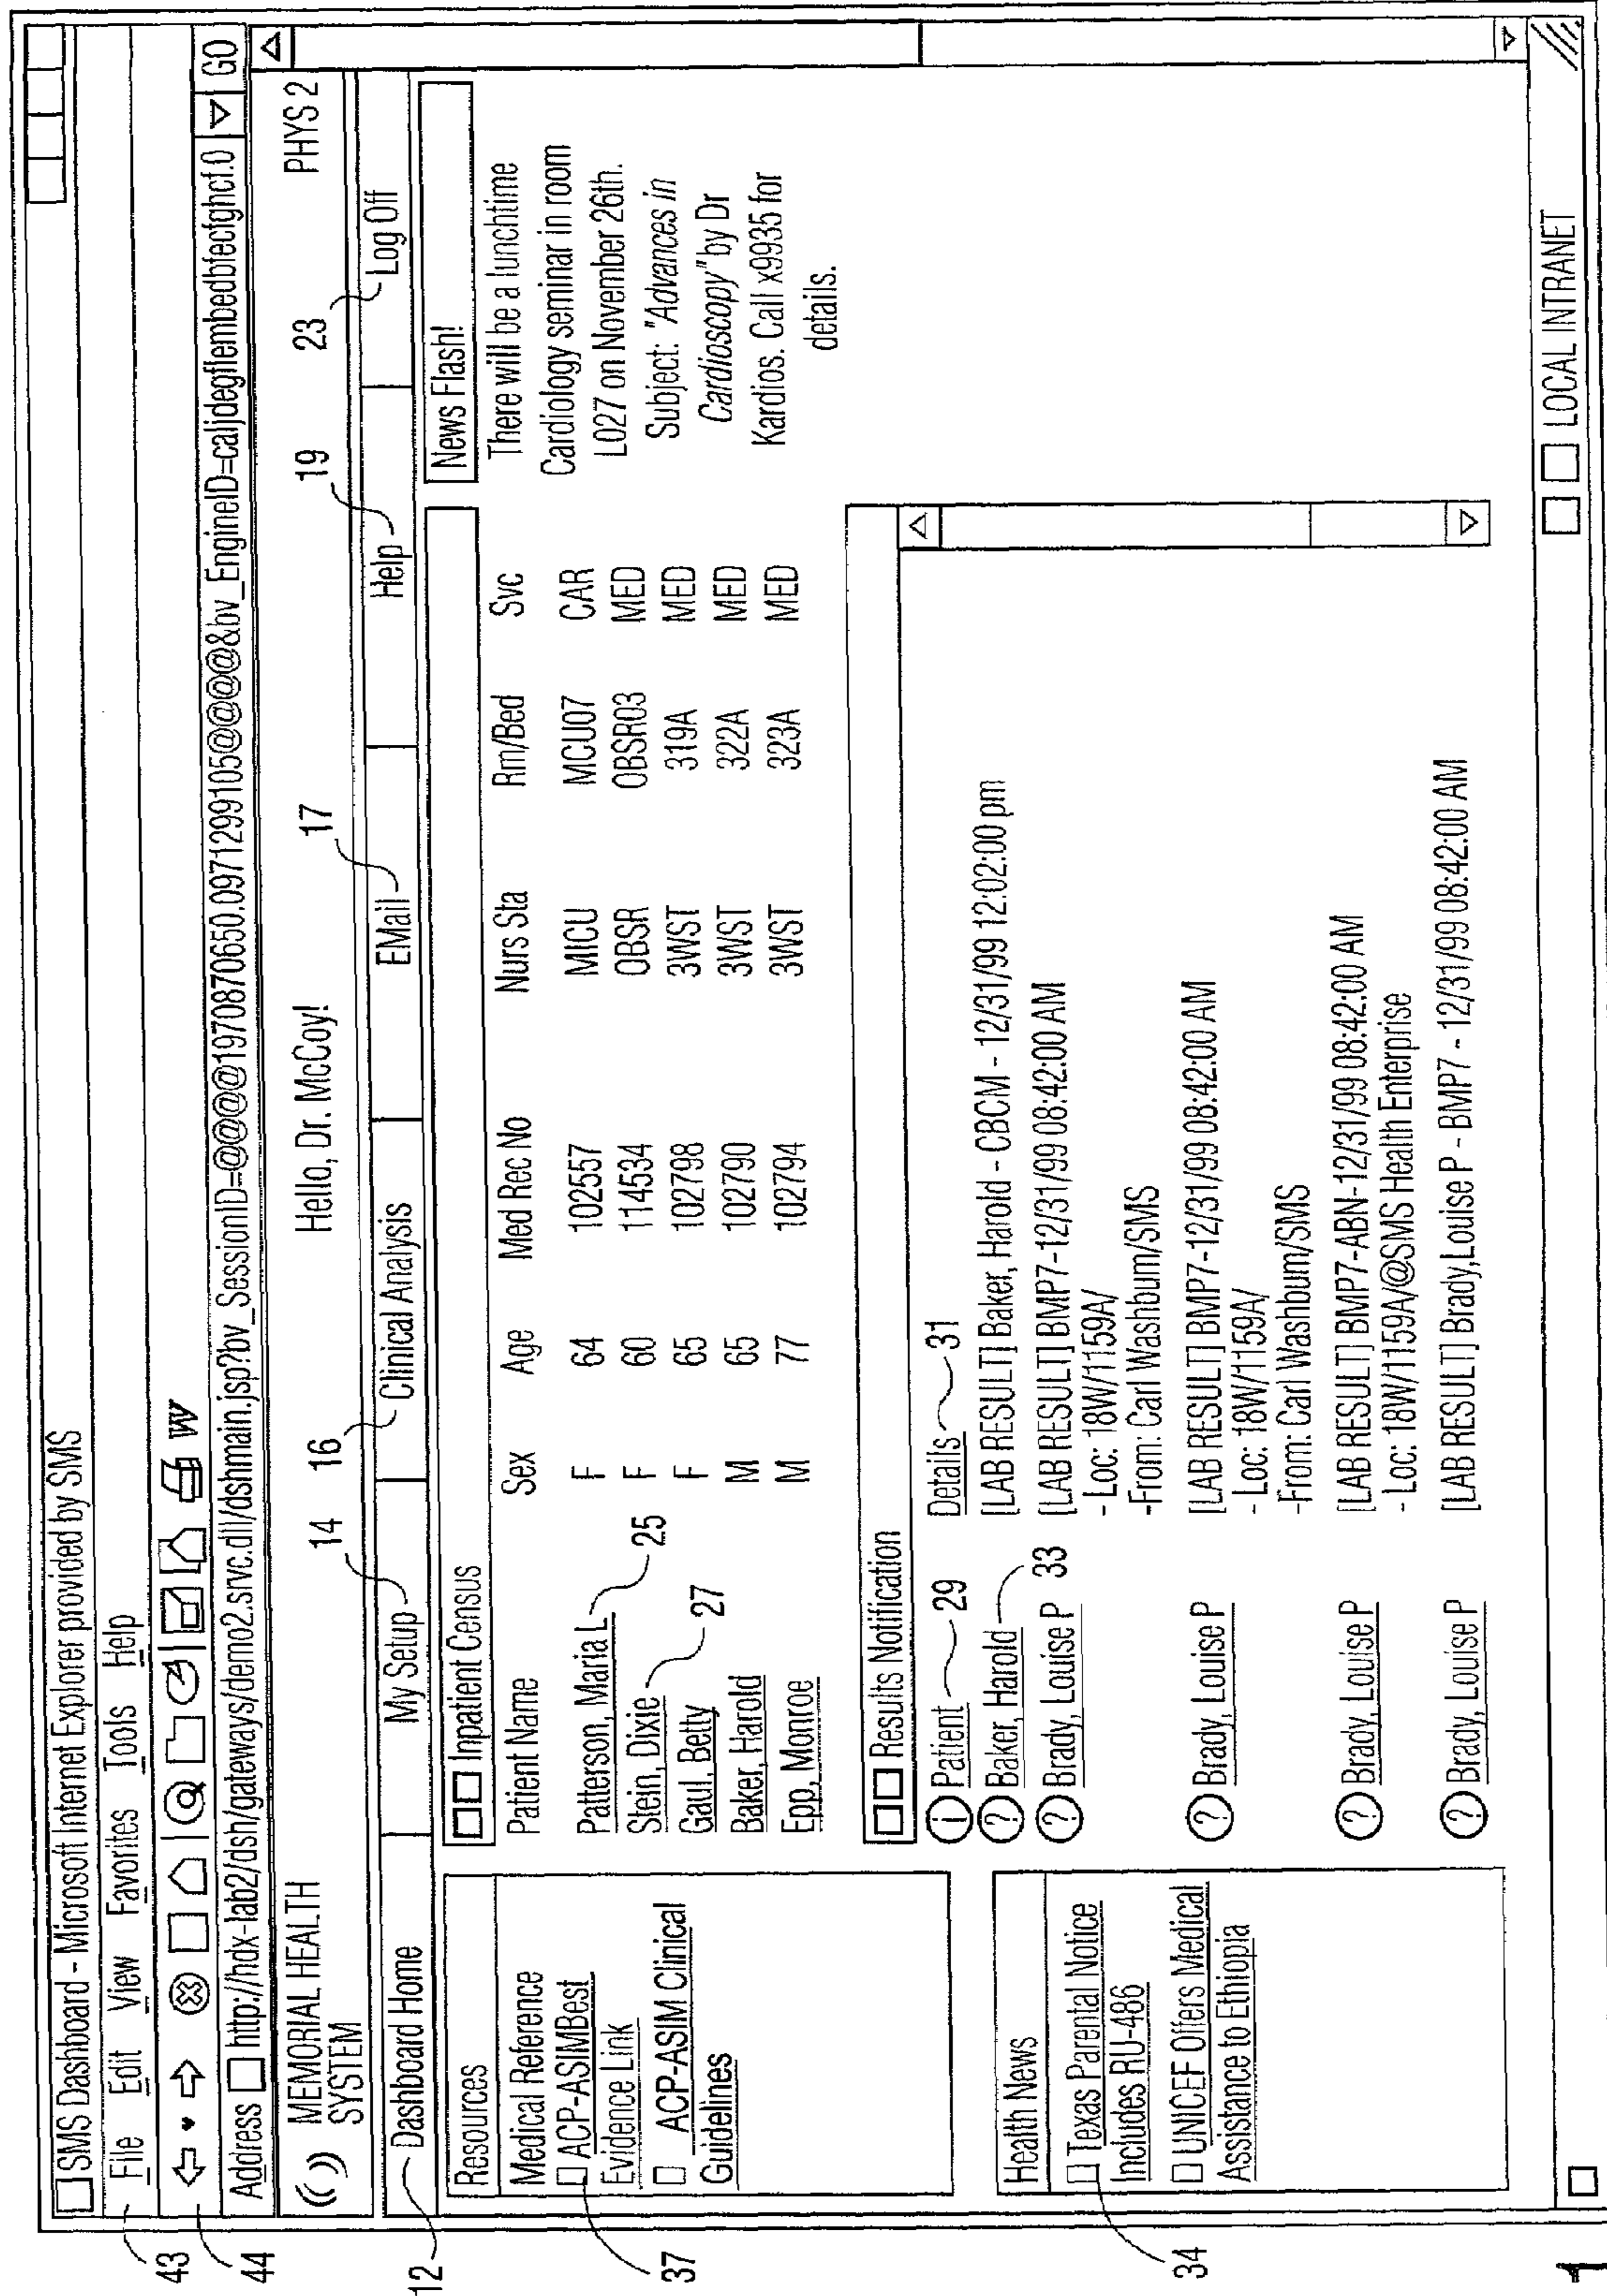 SMS Dashboard - Microsoft Internet Explorer provided by SMS
43
File Edit View Favorites Tools Help
44
W
Address http://hdx-lab2/dsh/gateways/demo2.srvc.dll/dshmain.jsp?bv_SessionID=@@@@1970870650.0971299105@@@@&bv_EngineID=caljdegflembedbfecfghcf.0 GO
MEMORIAL HEALTH
SYSTEM
Hello, Dr. McCoy!
PHYS 2
14 16 17 19 23
12
Dashboard Home My Setup Clinical Analysis EMail Help Log Off
Resources
Medical Reference
ACP-ASIMBest
Evidence Link
ACP-ASIM Clinical
Guidelines
37
Health News
Texas Parental Notice
Includes RU-486
UNICEF Offers Medical
Assistance to Ethiopia
34
Inpatient Census
Patient Name Sex Age Med Rec No Nurs Sta Rm/Bed Svc
Patterson, Maria L F 64 102557 MICU MCU07 CAR
25
Stein, Dixie F 60 114534 OBSR OBSR03 MED
27
Gaul, Betty F 65 102798 3WST 319A MED
Baker, Harold M 65 102790 3WST 322A MED
Epp, Monroe M 77 102794 3WST 323A MED
Results Notification
i Patient 29 Details 31
? Baker, Harold 33 [LAB RESULT] Baker, Harold - CBCM - 12/31/99 12:02:00 pm
? Brady, Louise P [LAB RESULT] BMP7-12/31/99 08:42:00 AM
- Loc: 18W/1159A/
-From: Carl Washbum/SMS
? Brady, Louise P [LAB RESULT] BMP7-12/31/99 08:42:00 AM
- Loc: 18W/1159A/
-From: Carl Washbum/SMS
? Brady, Louise P [LAB RESULT] BMP7-ABN-12/31/99 08:42:00 AM
- Loc: 18W/1159A/@SMS Health Enterprise
? Brady, Louise P [LAB RESULT] Brady,Louise P - BMP7 - 12/31/99 08:42:00 AM
News Flash!
There will be a lunchtime
Cardiology seminar in room
L027 on November 26th.
Subject: "Advances in
Cardioscopy" by Dr
Kardios. Call x9935 for
details.
LOCAL INTRANET